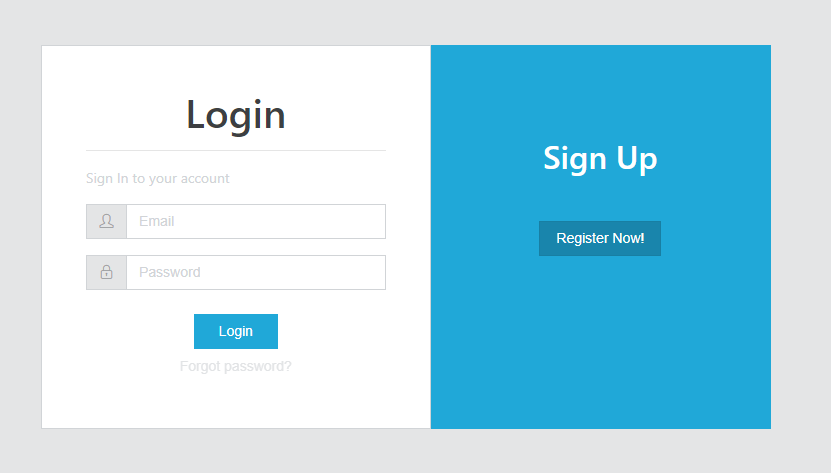 Login
Sign In to your account
Email
Password
Login
Forgot password?
Sign Up
Register Now!